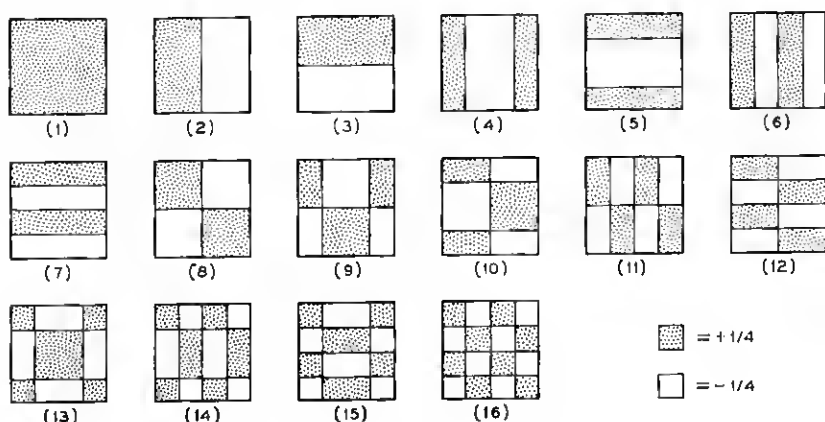 (1) (2) (3) (4) (5) (6)
(7) (8) (9) (10) (11) (12)
= +1/4
= -1/4
(13) (14) (15) (16)